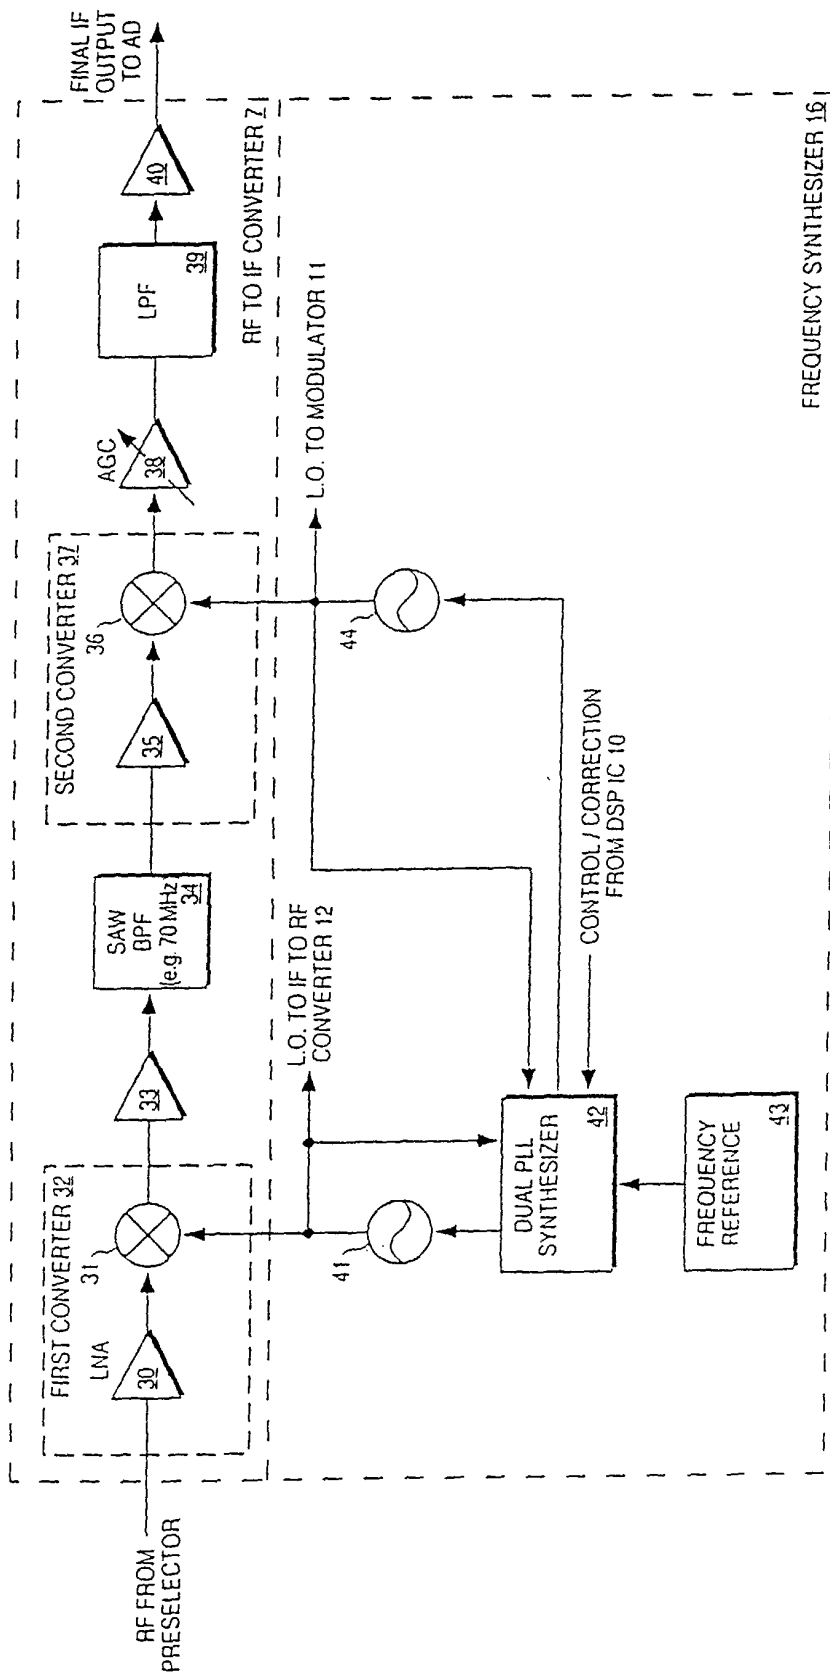 RF FROM
PRESELECTOR
FIRST CONVERTER 32
LNA
30
31
33
SAW
BPF
(e.g. 70 MHz)
34
SECOND CONVERTER 37
35
36
AGC
38
LPF
39
40
FINAL IF
OUTPUT
TO AD
RF TO IF CONVERTER 7
L.O. TO IF TO RF
CONVERTER 12
L.O. TO MODULATOR 11
41
44
DUAL PLL
SYNTHESIZER
42
CONTROL / CORRECTION
FROM DSP IC 10
FREQUENCY
REFERENCE
43
FREQUENCY SYNTHESIZER 16